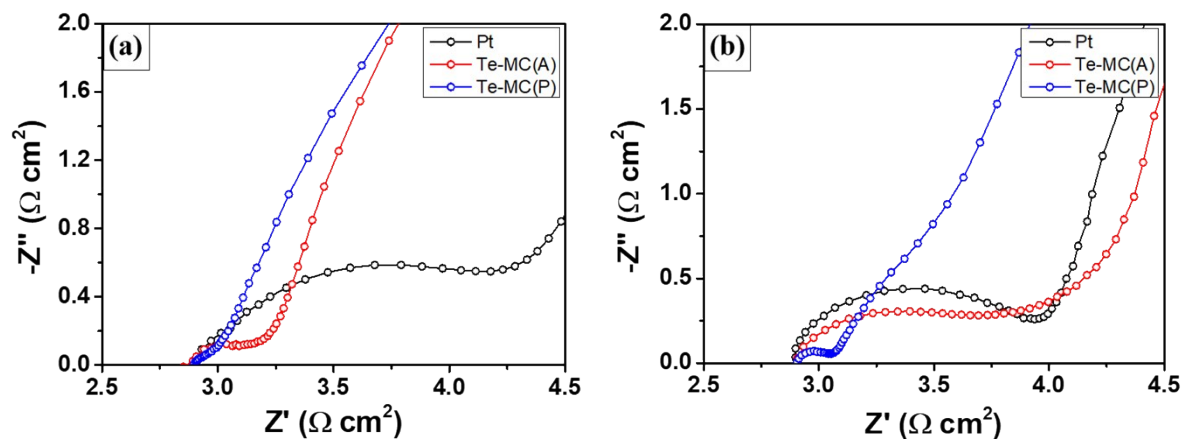 (a)
Pt
Te-MC(A)
Te-MC(P)
2.0
1.6
1.2
0.8
0.4
0.0
-Z" (Ω cm²)
2.5 3.0 3.5 4.0 4.5
Z' (Ω cm²)
(b)
Pt
Te-MC(A)
Te-MC(P)
2.0
1.5
1.0
0.5
0.0
-Z" (Ω cm²)
2.5 3.0 3.5 4.0 4.5
Z' (Ω cm²)